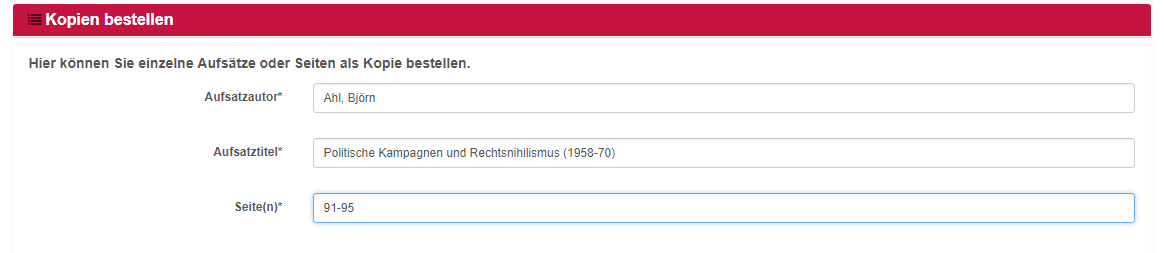 Kopien bestellen
Hier können Sie einzelne Aufsätze oder Seiten als Kopie bestellen.
Aufsatzautor* Ahl, Björn
Aufsatztitel* Politische Kampagnen und Rechtsnihilismus (1958-70)
Seite(n)* 91-95